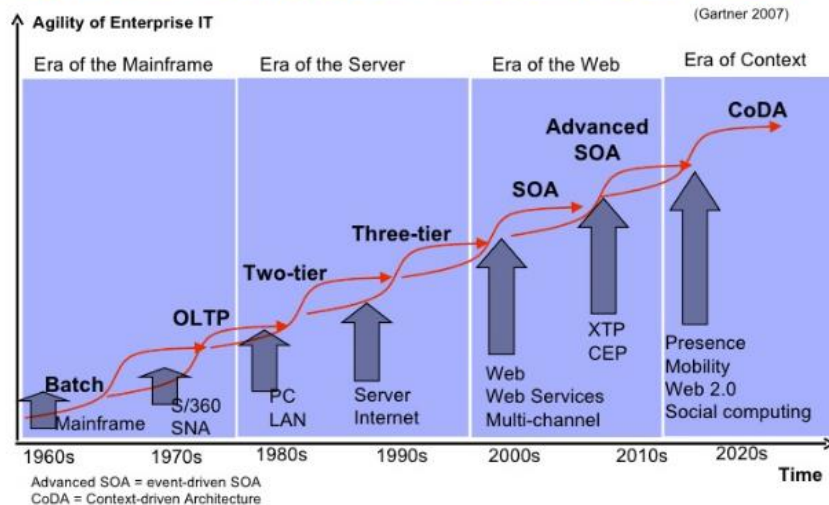 Agility of Enterprise IT
(Gartner 2007)
Era of the Mainframe
Era of the Server
Era of the Web
Era of Context
CoDA
Advanced
SOA
SOA
Three-tier
Two-tier
OLTP
Batch
Mainframe
S/360
SNA
PC
LAN
Server
Internet
Web
Web Services
Multi-channel
XTP
CEP
Presence
Mobility
Web 2.0
Social computing
1960s
1970s
1980s
1990s
2000s
2010s
2020s
Time
Advanced SOA = event-driven SOA
CoDA = Context-driven Architecture